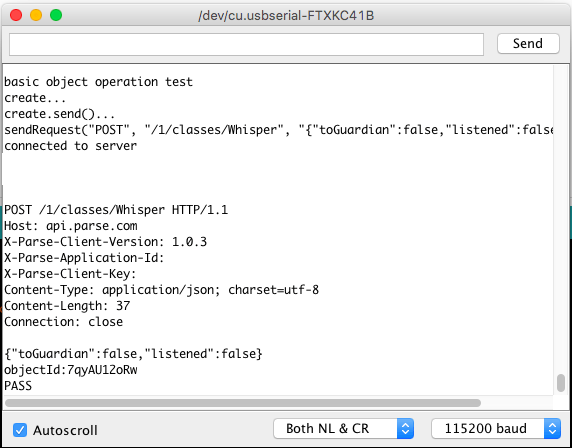 /dev/cu.usbserial-FTXKC41B
Send
basic object operation test
create...
create.send()...
sendRequest("POST", "/1/classes/Whisper", "{"toGuardian":false,"listened":false
connected to server
POST /1/classes/Whisper HTTP/1.1
Host: api.parse.com
X-Parse-Client-Version: 1.0.3
X-Parse-Application-Id:
X-Parse-Client-Key:
Content-Type: application/json; charset=utf-8
Content-Length: 37
Connection: close
{"toGuardian":false,"listened":false}
objectId:7qyAU12oRw
PASS
Autoscroll
Both NL & CR
115200 baud